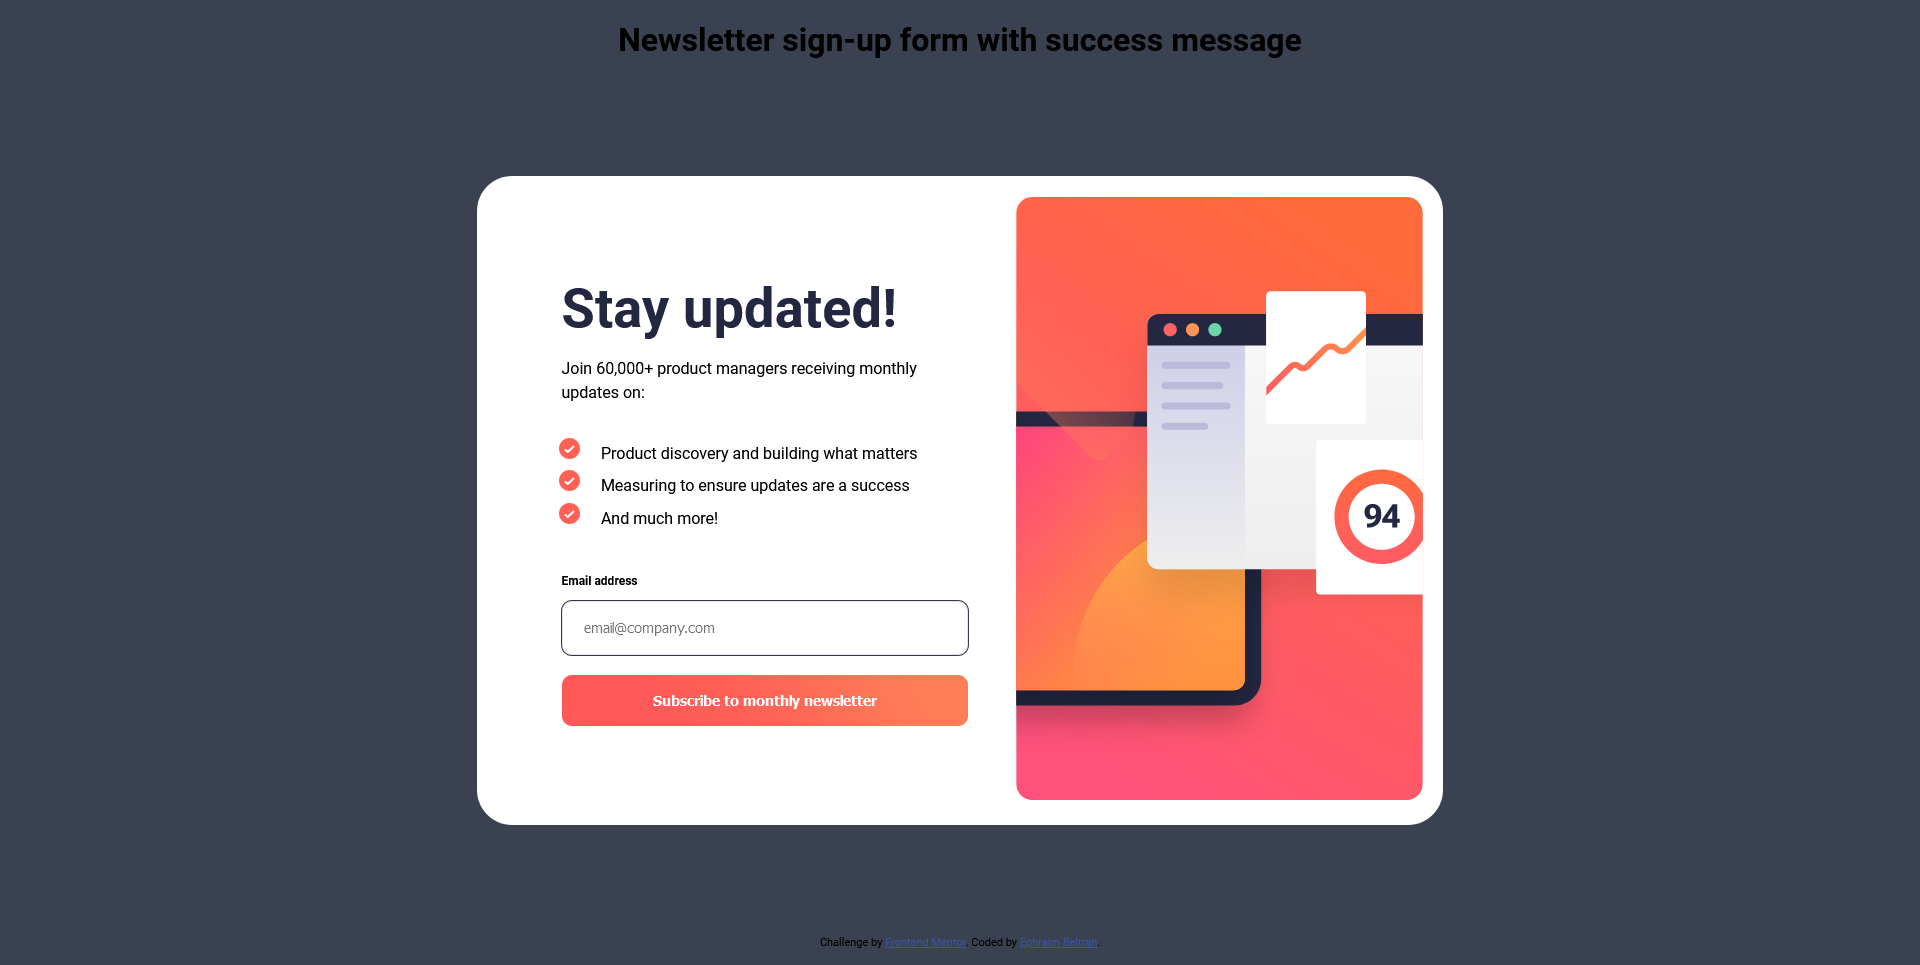 Newsletter sign-up form with success message
Stay updated!
Join 60,000+ product managers receiving monthly
updates on:
Product discovery and building what matters
Measuring to ensure updates are a success
And much more!
Email address
email@company.com
Subscribe to monthly newsletter
94
Challenge by Frontend Mentor. Coded by Ephraim Beltran.